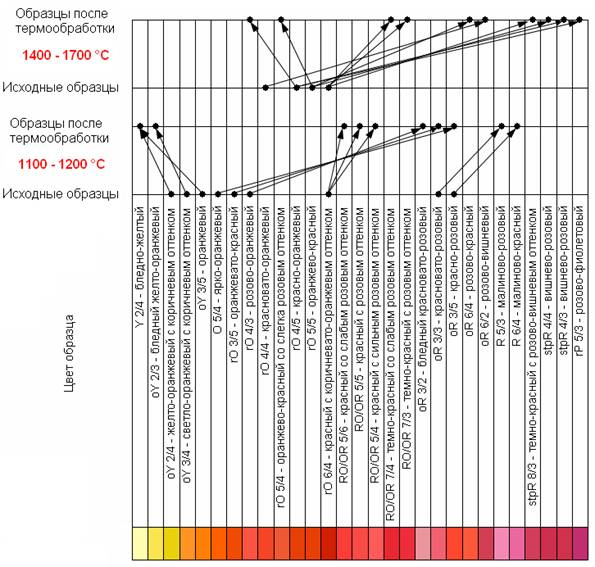 Образцы после
термообработки
1400 - 1700 °C
Исходные образцы
Образцы после
термообработки
1100 - 1200 °C
Исходные образцы
Цвет образца
Y 2/4 - бледно-желтый
oY 2/3 - бледный желто-оранжевый
oY 2/4 - желто-оранжевый с коричневым оттенком
oY 3/4 - светло-оранжевый с коричневым оттенком
oY 3/5 - оранжевый
O 5/4 - ярко-оранжевый
rO 3/5 - оранжевато-красный
rO 4/3 - розово-оранжевый
rO 4/4 - красновато-оранжевый
rO 5/4 - оранжево-красный со слегка розовым оттенком
rO 4/5 - красно-оранжевый
rO 5/5 - оранжево-красный
rO 6/4 - красный с коричневато-оранжевым оттенком
RO/OR 5/6 - красный со слабым розовым оттенком
RO/OR 5/5 - красный с розовым оттенком
RO/OR 5/4 - красный с сильным розовым оттенком
RO/OR 7/4 - темно-красный со слабым розовым оттенком
RO/OR 7/3 - темно-красный с розовым оттенком
oR 3/2 - бледный красновато-розовый
oR 3/3 - красновато-розовый
oR 3/5 - красно-розовый
oR 6/4 - розово-красный
oR 6/2 - розово-вишневый
R 5/3 - малиново-розовый
R 6/4 - малиново-красный
stpR 8/3 - темно-красный с розово-вишневым оттенком
stpR 4/4 - вишнево-розовый
stpR 4/3 - вишнево-розовый
rP 5/3 - розово-фиолетовый